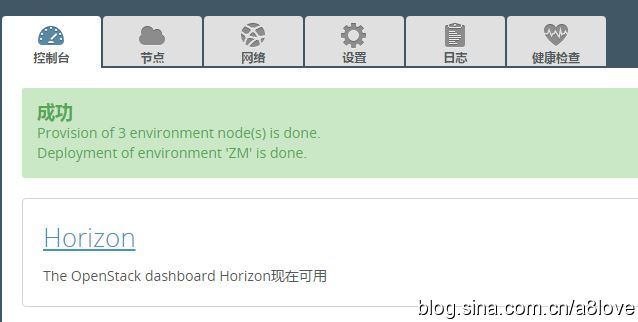 控制台
节点
网络
设置
日志
健康检查
成功
Provision of 3 environment node(s) is done.
Deployment of environment 'ZM' is done.
Horizon
The OpenStack dashboard Horizon现在可用
blog.sina.com.cn/a8love